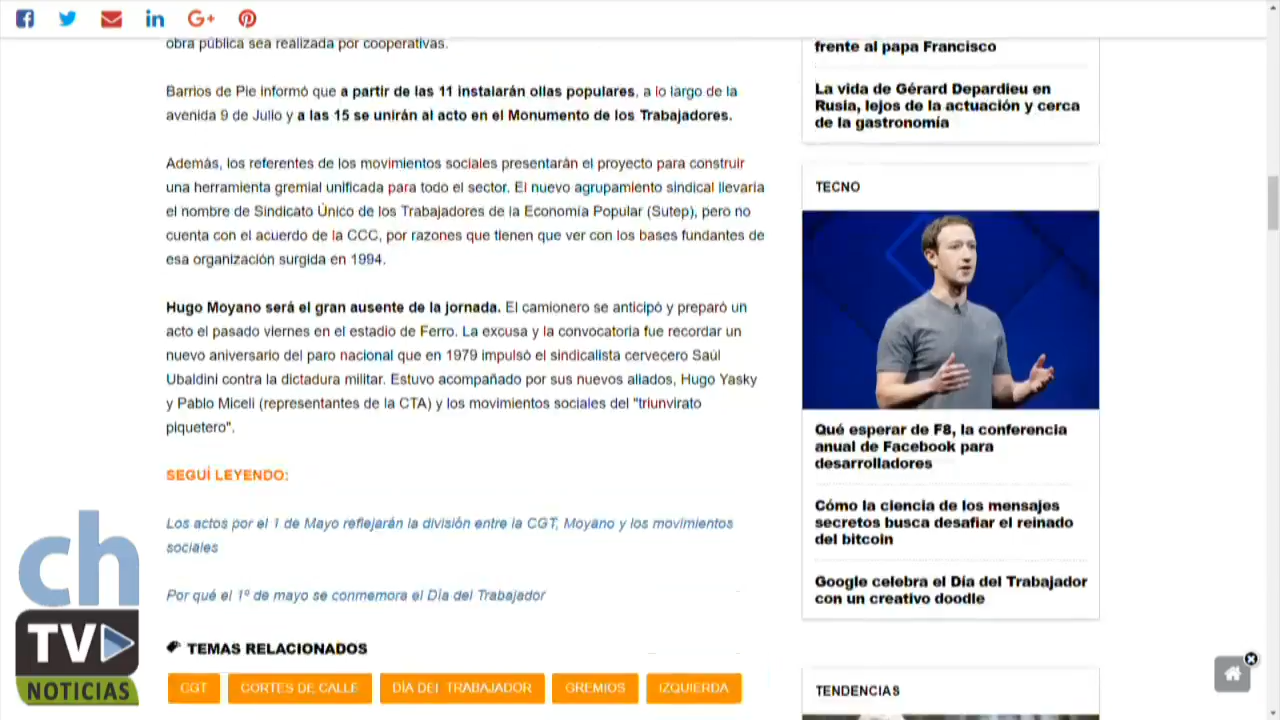 G+
obra pública sea realizada por cooperativas.
Barrios de Pie informó que a partir de las 11 instalarán ollas populares, a lo largo de la
avenida 9 de Julio y a las 15 se unirán al acto en el Monumento de los Trabajadores.
Además, los referentes de los movimientos sociales presentarán el proyecto para construir
una herramienta gremial unificada para todo el sector. El nuevo agrupamiento sindical llevaría
el nombre de Sindicato Único de los Trabajadores de la Economía Popular (Sutep), pero no
cuenta con el acuerdo de la CCC, por razones que tienen que ver con los bases fundantes de
esa organización surgida en 1994.
Hugo Moyano será el gran ausente de la jornada. El camionero se anticipó y preparó un
acto el pasado viernes en el estadio de Ferro. La excusa y la convocatoria fue recordar un
nuevo aniversario del paro nacional que en 1979 impulsó el sindicalista cervecero Saúl
Ubaldini contra la dictadura militar. Estuvo acompañado por sus nuevos aliados, Hugo Yasky
y Pablo Miceli (representantes de la CTA) y los movimientos sociales del "triunvirato
piquetero".
SEGUÍ LEYENDO:
Los actos por el 1 de Mayo reflejarán la división entre la CGT, Moyano y los movimientos
sociales
Por qué el 1º de mayo se conmemora el Día del Trabajador
TEMAS RELACIONADOS
CGT
CORTES DE CALLE
DÍA DEL TRABAJADOR
GREMIOS
IZQUIERDA
frente al papa Francisco
La vida de Gérard Depardieu en
Rusia, lejos de la actuación y cerca
de la gastronomía
TECNO
Qué esperar de F8, la conferencia
anual de Facebook para
desarrolladores
Cómo la ciencia de los mensajes
secretos busca desafiar el reinado
del bitcoin
Google celebra el Día del Trabajador
con un creativo doodle
TENDENCIAS
ch
TV
NOTICIAS